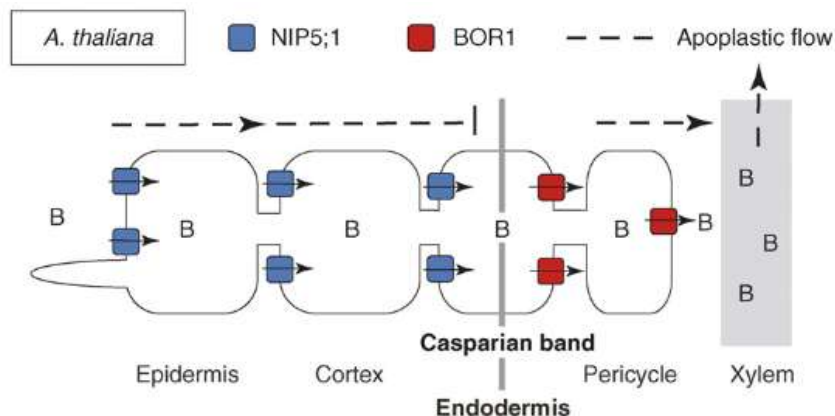 A. thaliana NIP5;1 BOR1 Apoplastic flow
B B B B B B B
B
B
Casparian band
Epidermis Cortex Pericycle Xylem
Endodermis